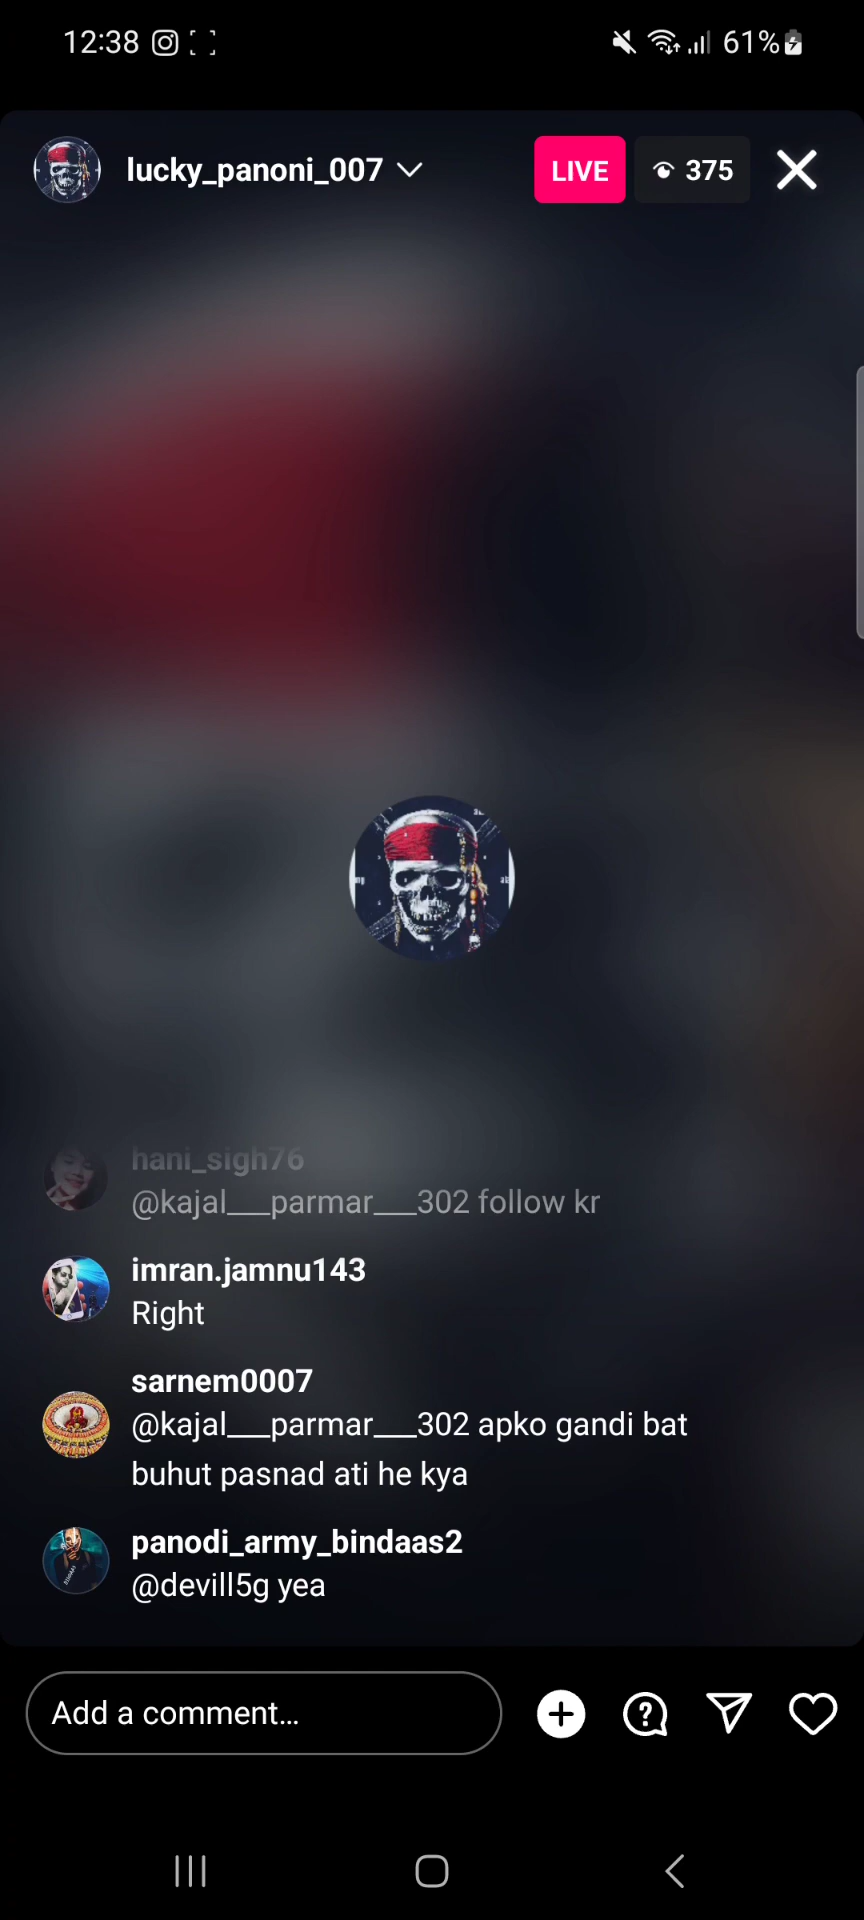 12:38
61%
lucky_panoni_007
LIVE
375
hani_sigh76
@kajal___parmar___302 follow kr
imran.jamnu143
Right
sarnem0007
@kajal___parmar___302 apko gandi bat
buhut pasnad ati he kya
panodi_army_bindaas2
@devill5g yea
Add a comment...